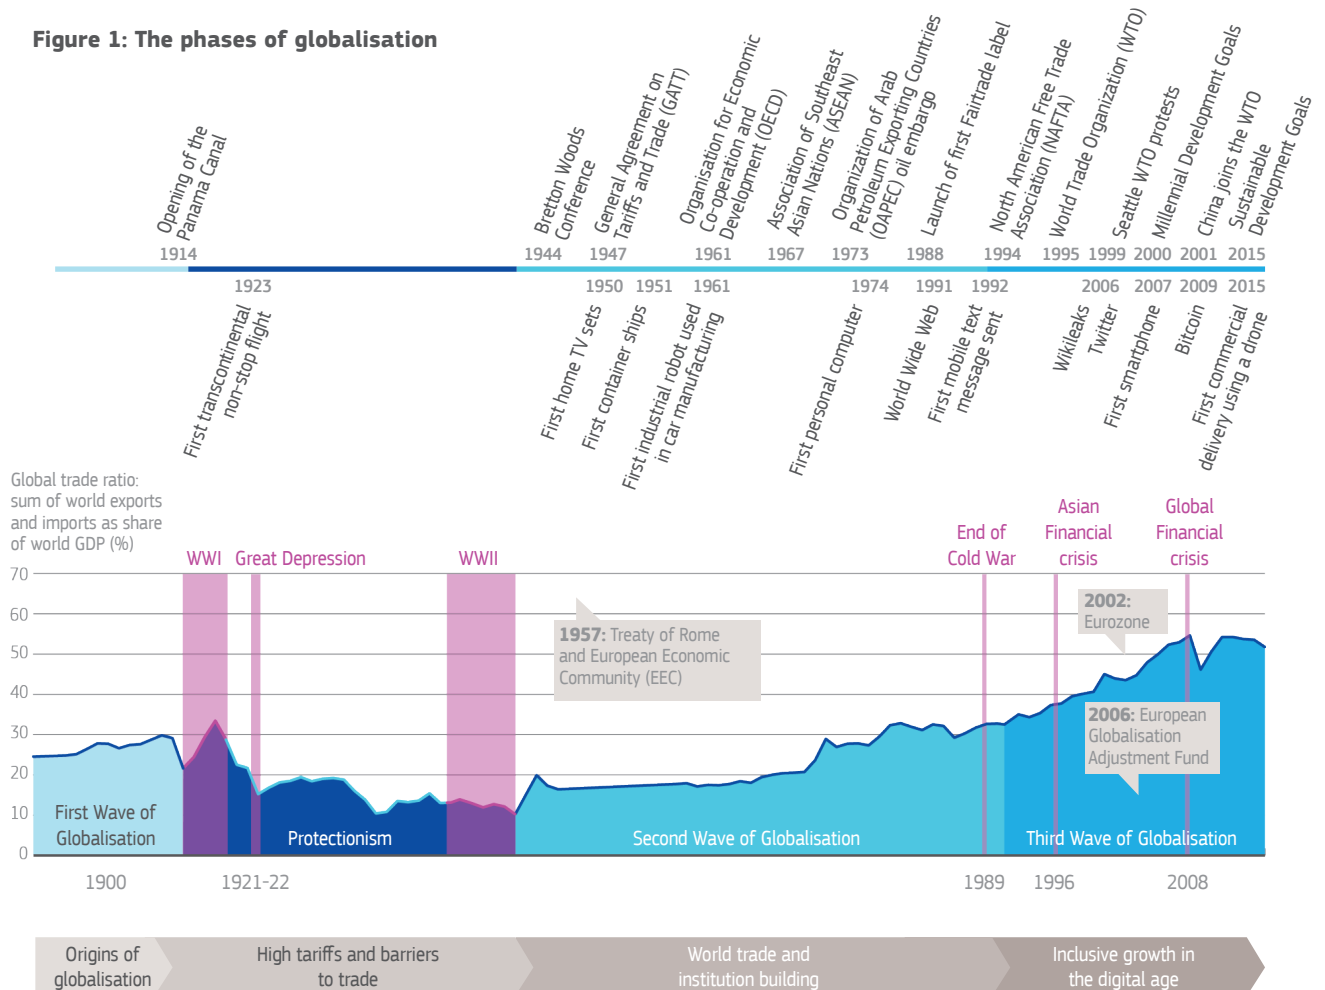 Figure 1: The phases of globalisation
Opening of the
Panama Canal
Bretton Woods
Conference
General Agreement on
Tariffs and Trade (GATT)
Organisation for Economic
Co-operation and
Development (OECD)
Association of Southeast
Asian Nations (ASEAN)
Organization of Arab
Petroleum Exporting Countries
(OAPEC) oil embargo
Launch of first Fairtrade label
North American Free Trade
Association (NAFTA)
World Trade Organization (WTO)
Seattle WTO protests
Millennial Development Goals
China joins the WTO
Sustainable
Development Goals
1914 1944 1947 1961 1967 1973 1988 1994 1995 1999 2000 2001 2015
1923 1950 1951 1961 1974 1991 1992 2006 2007 2009 2015
First transcontinental
non-stop flight
First home TV sets
First container ships
First industrial robot used
in car manufacturing
First personal computer
World Wide Web
First mobile text
message sent
Wikileaks
Twitter
First smartphone
Bitcoin
First commercial
delivery using a drone
Global trade ratio:
sum of world exports
and imports as share
of world GDP (%)
WWI Great Depression WWII
End of
Cold War
Asian
Financial
crisis
Global
Financial
crisis
70
60
50
40
30
20
10
0
1957: Treaty of Rome
and European Economic
Community (EEC)
2002:
Eurozone
2006: European
Globalisation
Adjustment Fund
First Wave of
Globalisation
Protectionism
Second Wave of Globalisation
Third Wave of Globalisation
1900 1921-22 1989 1996 2008
Origins of
globalisation
High tariffs and barriers
to trade
World trade and
institution building
Inclusive growth in
the digital age